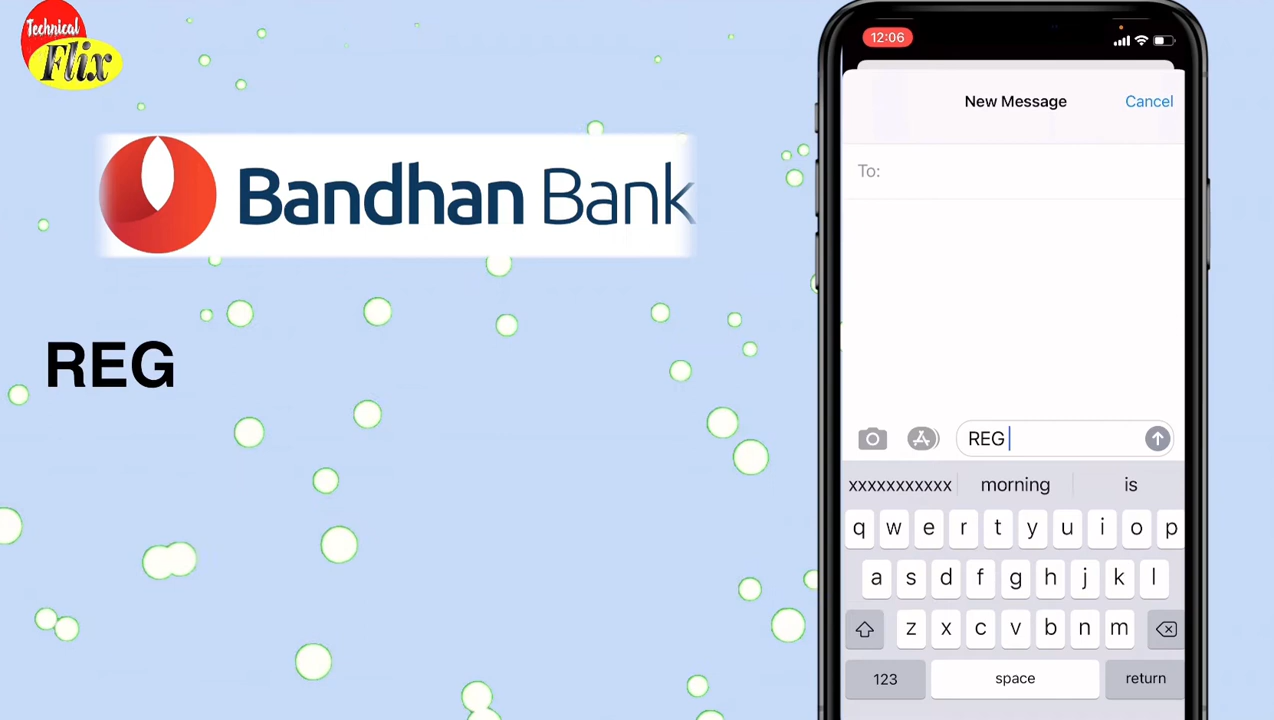 Technical
Flix
Bandhan Bank
REG
12:06
New Message
Cancel
To:
REG
xxxxxxxxxxx morning is
q w e r t y u i o p
a s d f g h j k l
z x c v b n m
123 space return